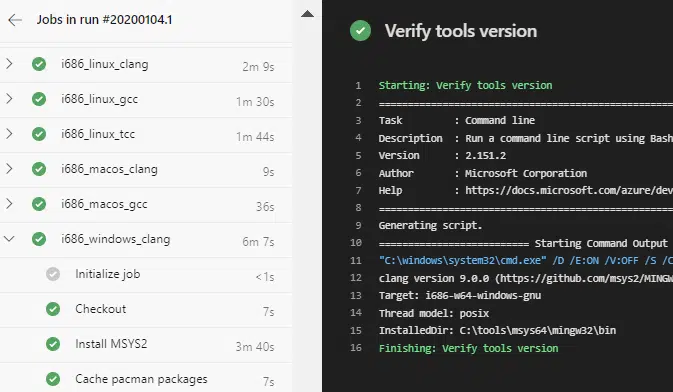 Jobs in run #20200104.1
i686_linux_clang 2m 9s
i686_linux_gcc 1m 30s
i686_linux_tcc 1m 44s
i686_macos_clang 9s
i686_macos_gcc 36s
i686_windows_clang 6m 7s
Initialize job <1s
Checkout 7s
Install MSYS2 3m 40s
Cache pacman packages 7s
Verify tools version
1 Starting: Verify tools version
2 ==================================================
3 Task : Command line
4 Description : Run a command line script using Bash
5 Version : 2.151.2
6 Author : Microsoft Corporation
7 Help : https://docs.microsoft.com/azure/dev
8 ==================================================
9 Generating script.
10 ========================== Starting Command Output
11 "C:\windows\system32\cmd.exe" /D /E:ON /V:OFF /S /C
12 clang version 9.0.0 (https://github.com/msys2/MINGW
13 Target: i686-w64-windows-gnu
14 Thread model: posix
15 InstalledDir: C:\tools\msys64\mingw32\bin
16 Finishing: Verify tools version